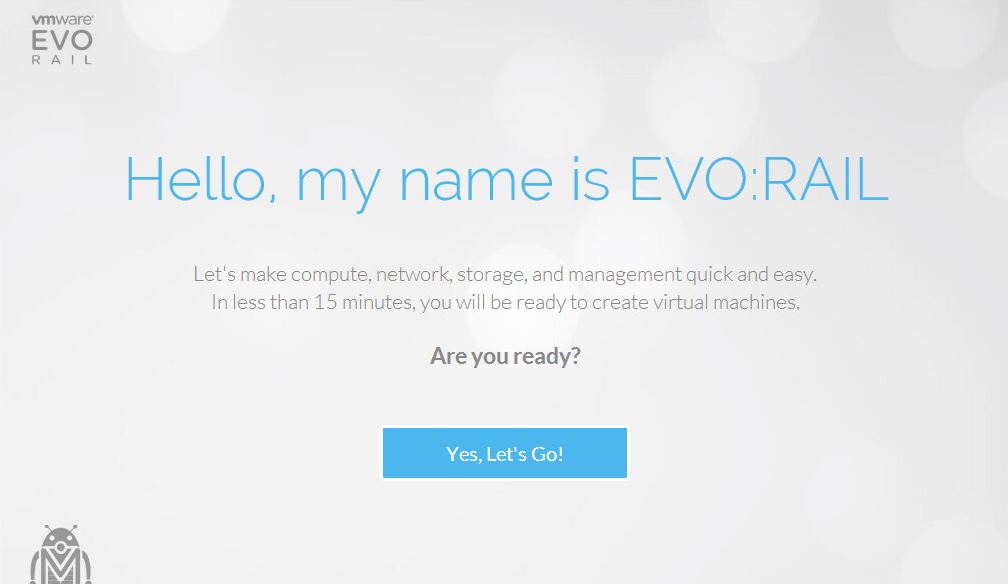 vmware®
EVO
RAIL
Hello, my name is EVO:RAIL
Let's make compute, network, storage, and management quick and easy.
In less than 15 minutes, you will be ready to create virtual machines.
Are you ready?
Yes, Let's Go!